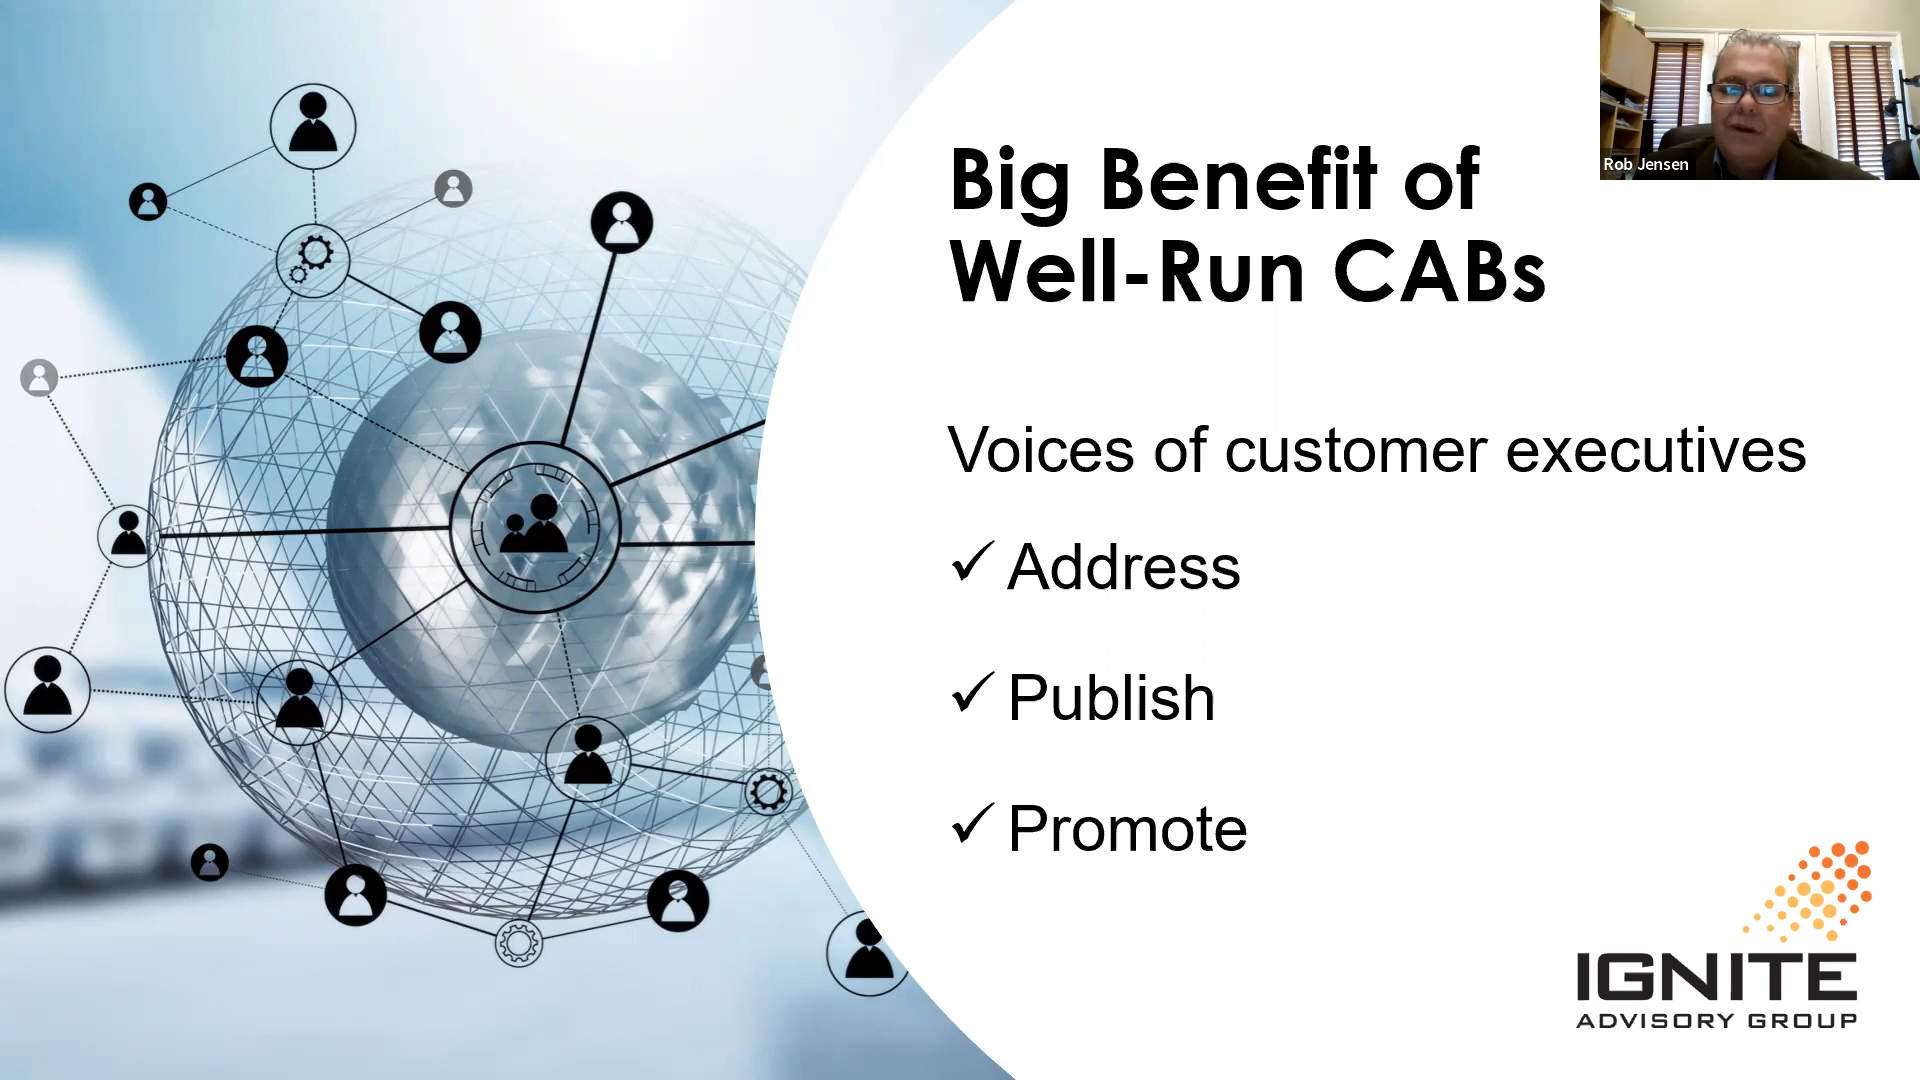 Big Benefit of
Well-Run CABs
Voices of customer executives
✓ Address
✓ Publish
✓ Promote
Rob Jensen
IGNITE
ADVISORY GROUP